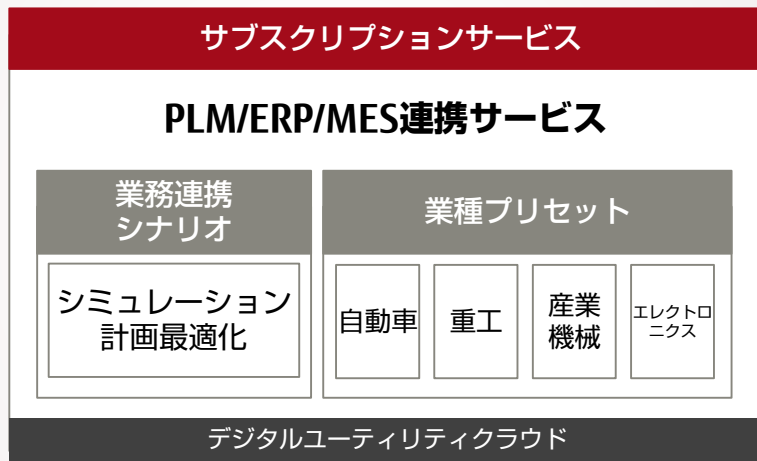 サブスクリプションサービス
PLM/ERP/MES連携サービス
業務連携
シナリオ
業種プリセット
シミュレーション
計画最適化
自動車
重工
産業
機械
エレクトロ
ニクス
デジタルユーティリティクラウド